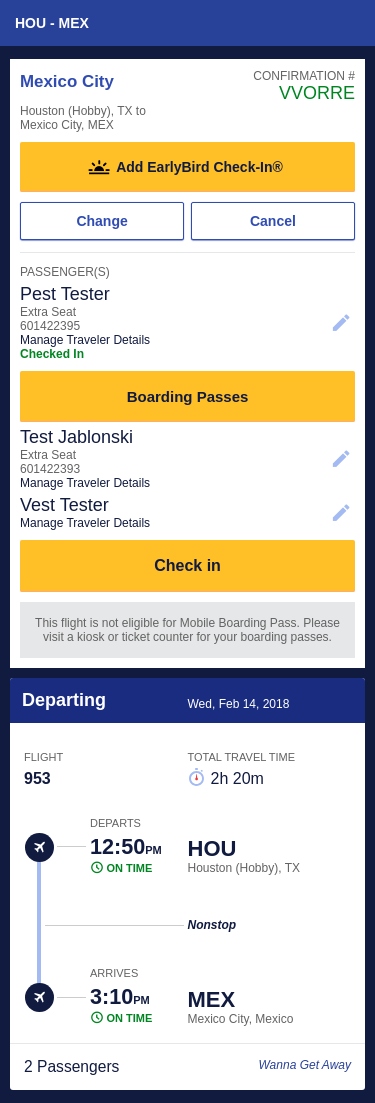 HOU - MEX
Mexico City
CONFIRMATION #
VVORRE
Houston (Hobby), TX to
Mexico City, MEX
Add EarlyBird Check-In®
Change
Cancel
PASSENGER(S)
Pest Tester
Extra Seat
601422395
Manage Traveler Details
Checked In
Boarding Passes
Test Jablonski
Extra Seat
601422393
Manage Traveler Details
Vest Tester
Manage Traveler Details
Check in
This flight is not eligible for Mobile Boarding Pass. Please
visit a kiosk or ticket counter for your boarding passes.
Departing
Wed, Feb 14, 2018
FLIGHT
TOTAL TRAVEL TIME
953
2h 20m
DEPARTS
12:50PM
HOU
ON TIME
Houston (Hobby), TX
Nonstop
ARRIVES
3:10PM
MEX
ON TIME
Mexico City, Mexico
2 Passengers
Wanna Get Away